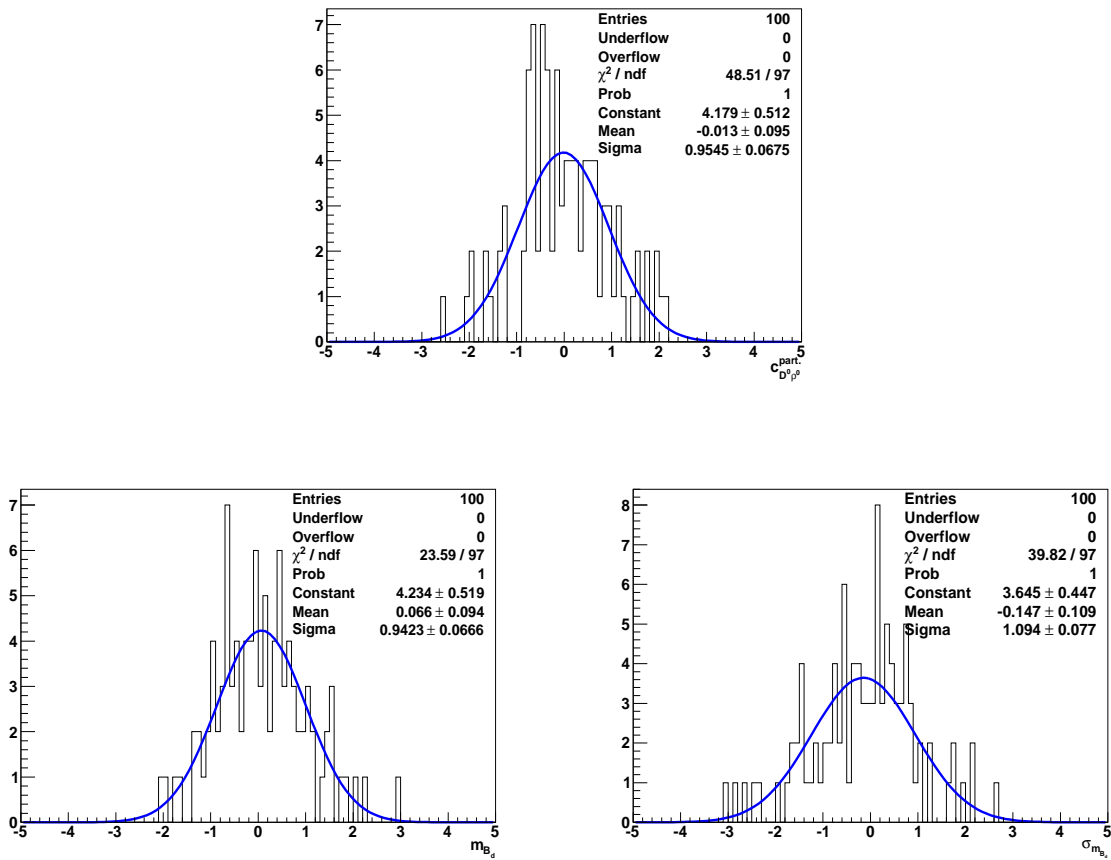 Entries 100
Underflow 0
Overflow 0
χ² / ndf 48.51 / 97
Prob 1
Constant 4.179 ± 0.512
Mean -0.013 ± 0.095
Sigma 0.9545 ± 0.0675
7
6
5
4
3
2
1
0
-5 -4 -3 -2 -1 0 1 2 3 4 5
c^{part.}_{D⁰ρ⁰}
Entries 100
Underflow 0
Overflow 0
χ² / ndf 23.59 / 97
Prob 1
Constant 4.234 ± 0.519
Mean 0.066 ± 0.094
Sigma 0.9423 ± 0.0666
7
6
5
4
3
2
1
0
-5 -4 -3 -2 -1 0 1 2 3 4 5
m_{B_d}
Entries 100
Underflow 0
Overflow 0
χ² / ndf 39.82 / 97
Prob 1
Constant 3.645 ± 0.447
Mean -0.147 ± 0.109
Sigma 1.094 ± 0.077
8
7
6
5
4
3
2
1
0
-5 -4 -3 -2 -1 0 1 2 3 4 5
σ_{m_{B_d}}